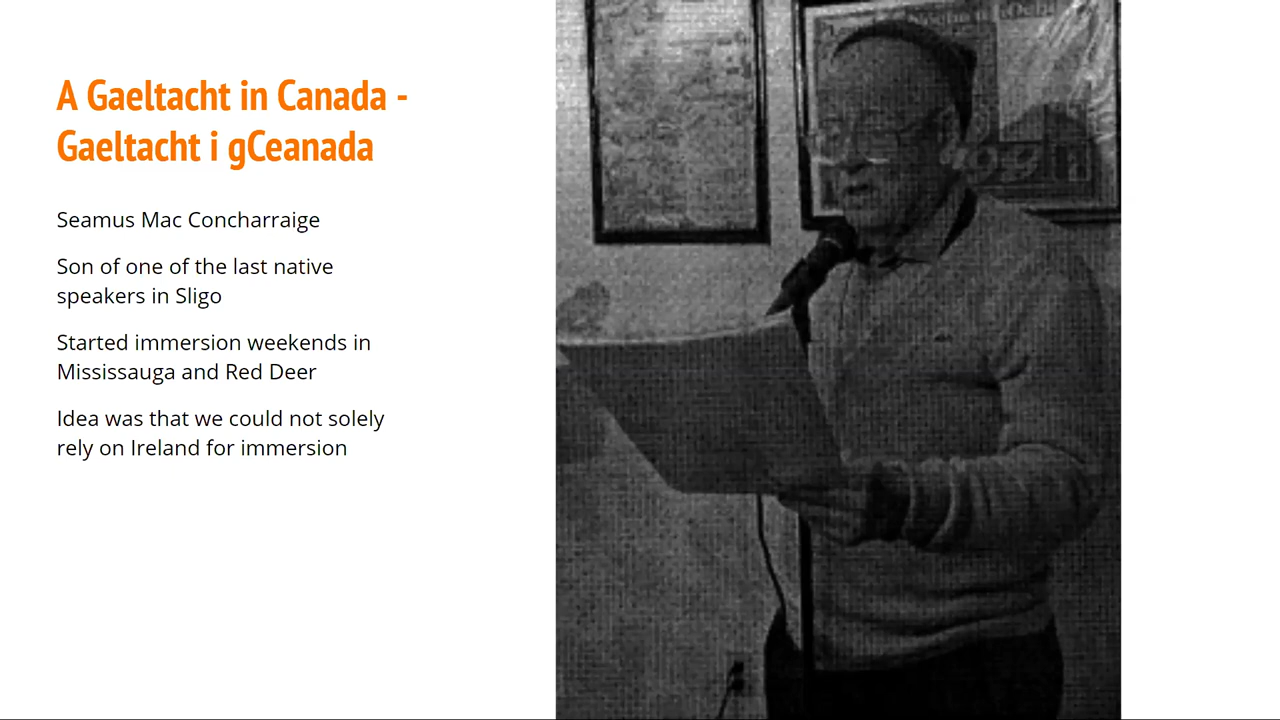 A Gaeltacht in Canada -
Gaeltacht i gCeanada
Seamus Mac Concharraige
Son of one of the last native
speakers in Sligo
Started immersion weekends in
Mississauga and Red Deer
Idea was that we could not solely
rely on Ireland for immersion